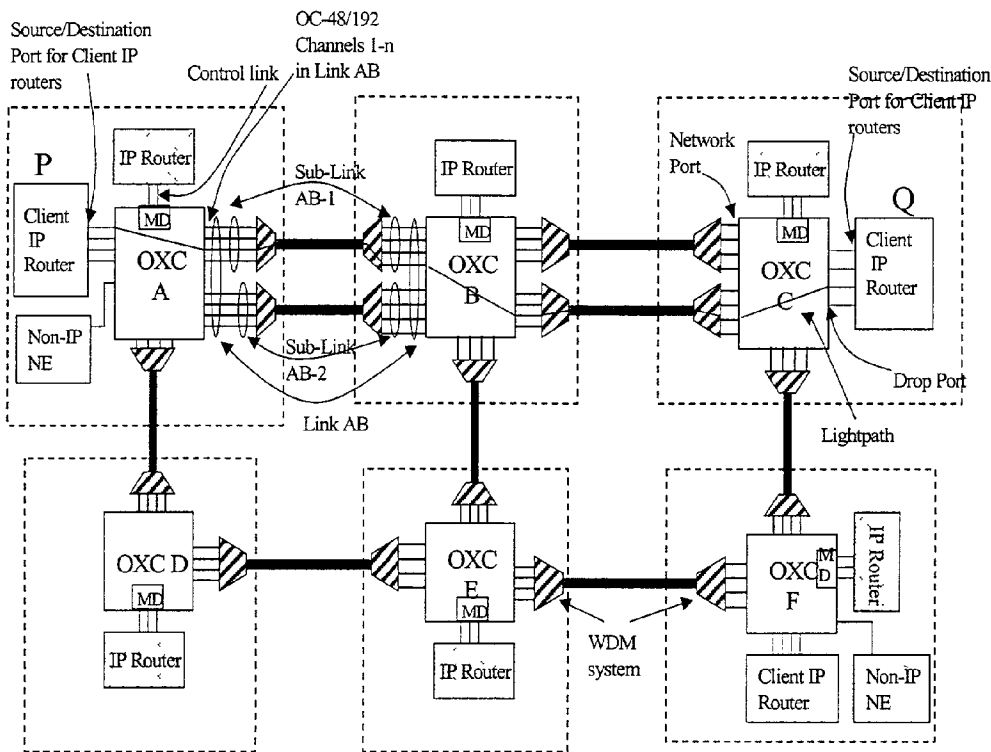 Source/Destination
Port for Client IP
routers
OC-48/192
Channels 1-n
in Link AB
Control link
Source/Destination
Port for Client IP
routers
P
IP Router
MD
Client
IP
Router
OXC
A
Non-IP
NE
Sub-Link
AB-1
Sub-Link
AB-2
Link AB
IP Router
MD
OXC
B
Network
Port
IP Router
MD
OXC
C
Q
Client
IP
Router
Drop Port
Lightpath
OXC D
MD
IP Router
OXC
E
MD
IP Router
WDM
system
OXC
F
M
D
IP Router
Client IP
Router
Non-IP
NE